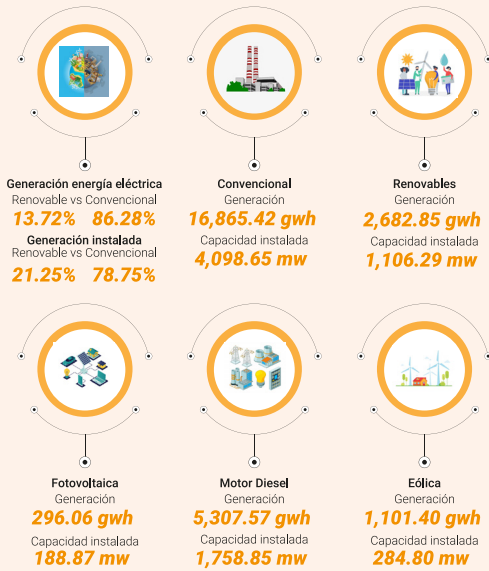 Generación energía eléctrica
Renovable vs Convencional
13.72% 86.28%
Generación instalada
Renovable vs Convencional
21.25% 78.75%
Convencional
Generación
16,865.42 gwh
Capacidad instalada
4,098.65 mw
Renovables
Generación
2,682.85 gwh
Capacidad instalada
1,106.29 mw
Fotovoltaica
Generación
296.06 gwh
Capacidad instalada
188.87 mw
Motor Diesel
Generación
5,307.57 gwh
Capacidad instalada
1,758.85 mw
Eólica
Generación
1,101.40 gwh
Capacidad instalada
284.80 mw